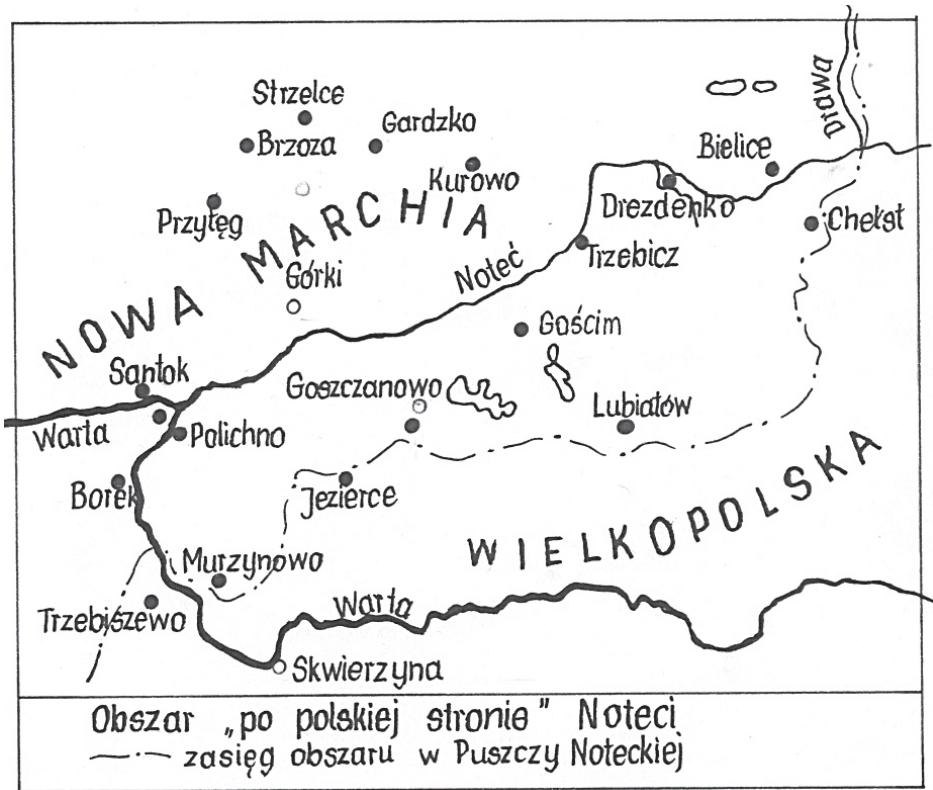 Strzelce
Brzoza
Gardzko
Kurowo
Bielice
Drawa
Przyłęg
Drezdenko
Chełst
NOWA MARCHIA
Górki
Noteć
Trzebicz
Gościm
Santok
Goszczanowo
Lubiatów
Warta
Polichno
Borek
Jezierce
WIELKOPOLSKA
Murzynowo
Trzebiszewo
Warta
Skwierzyna
Obszar „po polskiej stronie" Noteci
zasięg obszaru w Puszczy Noteckiej